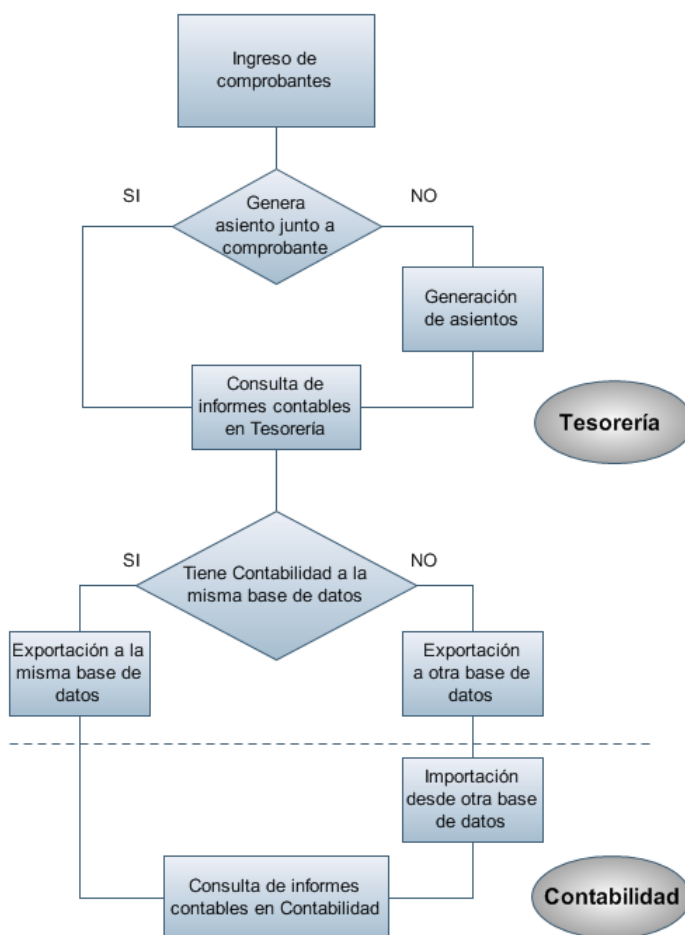 Ingreso de
comprobantes
SI
NO
Genera
asiento junto a
comprobante
Generación
de asientos
Consulta de
informes contables
en Tesorería
Tesorería
SI
NO
Tiene Contabilidad a la
misma base de datos
Exportación a la
misma base de
datos
Exportación
a otra base de
datos
Importación
desde otra base
de datos
Consulta de informes
contables en Contabilidad
Contabilidad